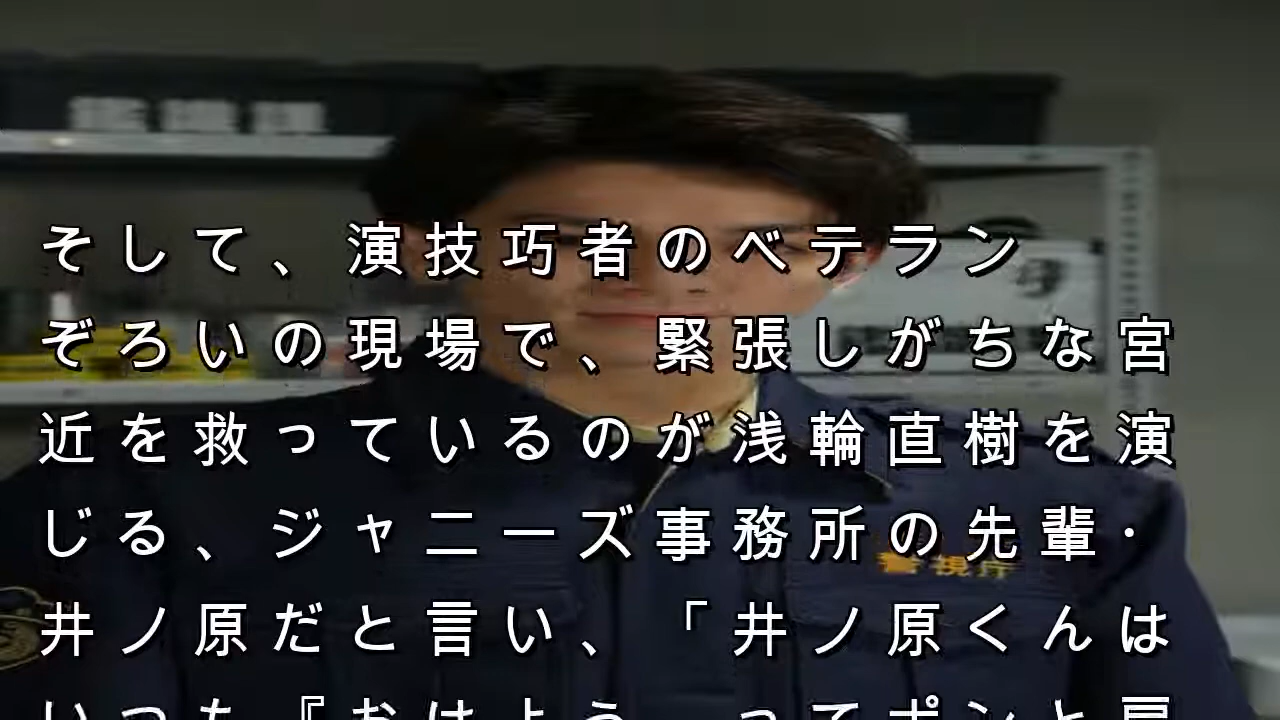 そして、演技巧者のベテラン
ぞろいの現場で、緊張しがちな宮
近を救っているのが浅輪直樹を演
じる、ジャニーズ事務所の先輩・
井ノ原だと言い、「井ノ原くんは
警視庁